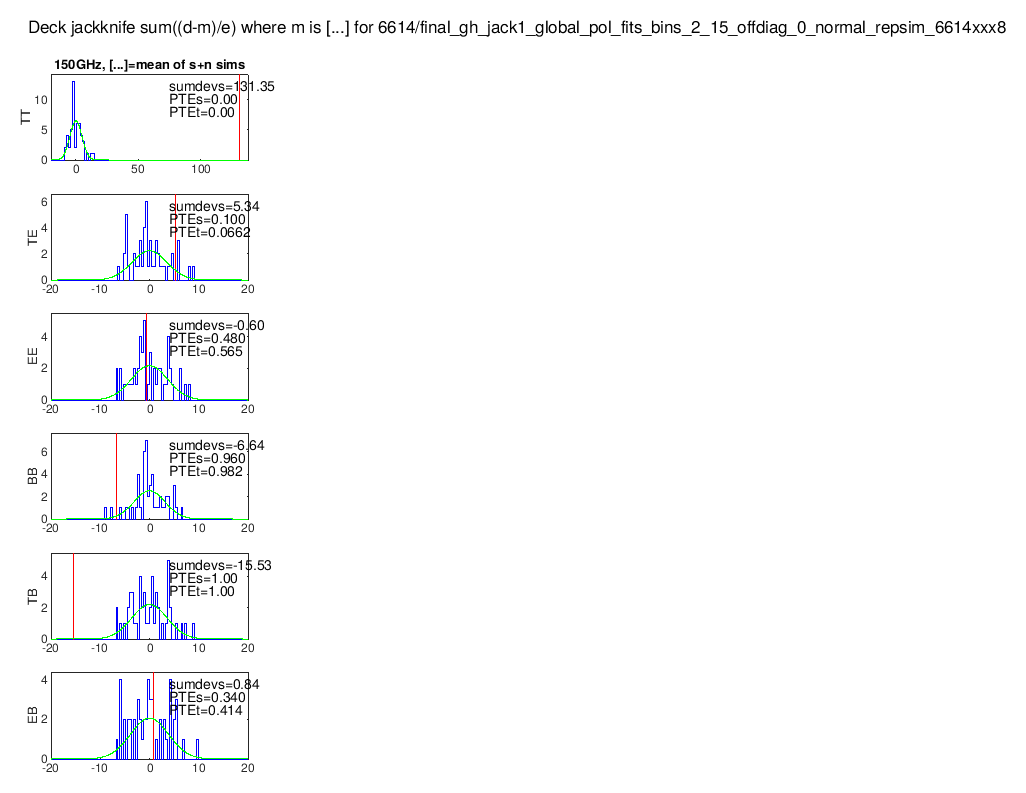 Deck jackknife sum((d-m)/e) where m is [...] for 6614/final_gh_jack1_global_pol_fits_bins_2_15_offdiag_0_normal_repsim_6614xxx8
150GHz, [...]=mean of s+n sims
TT
10
5
0
sumdevs=131.35
PTEs=0.00
PTEt=0.00
0 50 100
TE
6
4
2
0
sumdevs=5.34
PTEs=0.100
PTEt=0.0662
-20 -10 0 10 20
EE
4
2
0
sumdevs=-0.60
PTEs=0.480
PTEt=0.565
-20 -10 0 10 20
BB
6
4
2
0
sumdevs=-6.64
PTEs=0.960
PTEt=0.982
-20 -10 0 10 20
TB
4
2
0
sumdevs=-15.53
PTEs=1.00
PTEt=1.00
-20 -10 0 10 20
EB
4
2
0
sumdevs=0.84
PTEs=0.340
PTEt=0.414
-20 -10 0 10 20